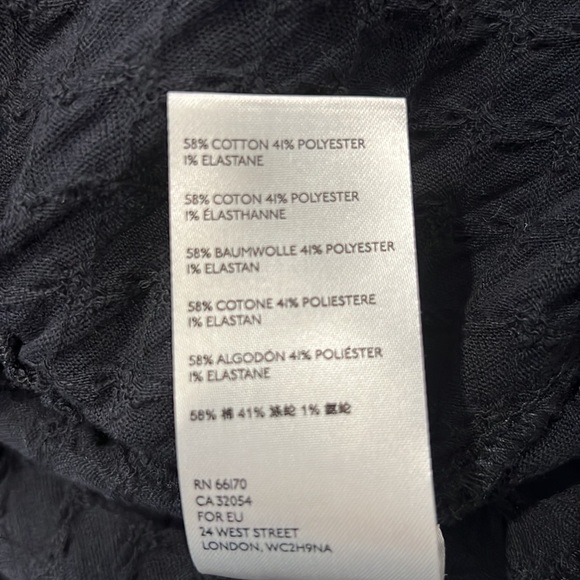 58% COTTON 41% POLYESTER
1% ELASTANE
58% COTON 41% POLYESTER
1% ÉLASTHANNE
58% BAUMWOLLE 41% POLYESTER
1% ELASTAN
58% COTONE 41% POLIESTERE
1% ELASTAN
58% ALGODÓN 41% POLIÉSTER
1% ELASTANE
58% 棉 41% 涤纶 1% 氨纶
RN 66170
CA 32054
FOR EU
24 WEST STREET
LONDON, WC2H9NA